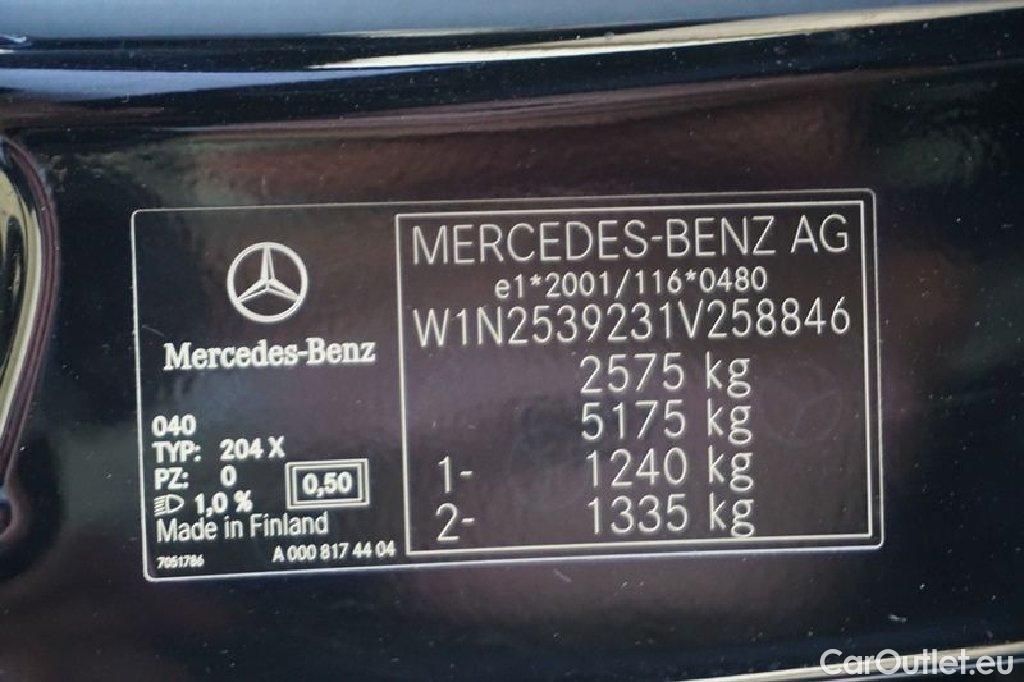 Mercedes-Benz
040
TYP: 204 X
PZ: 0
1,0 %
0,50
Made in Finland
7051786
A 000 817 44 04
MERCEDES-BENZ AG
e1*2001/116*0480
W1N2539231V258846
2575 kg
5175 kg
1- 1240 kg
2- 1335 kg
CarOutlet.eu